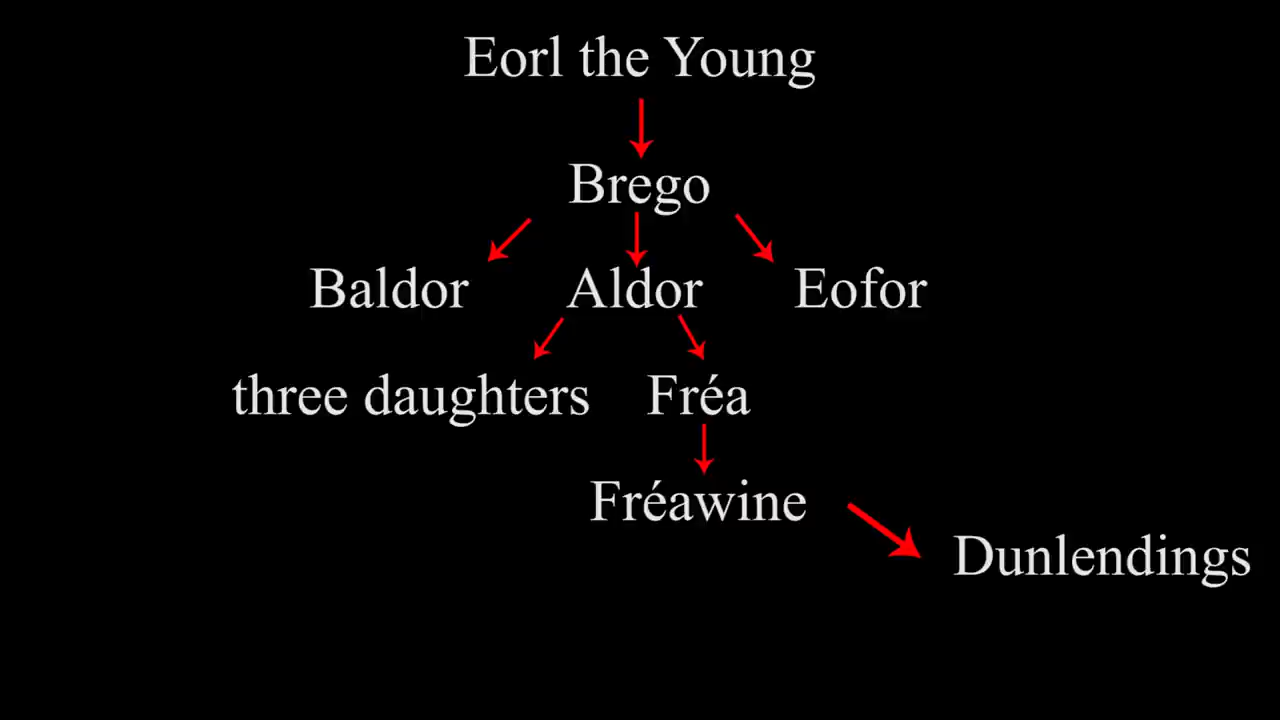 Eorl the Young
Brego
Baldor Aldor Eofor
three daughters Fréa
Fréawine
Dunlendings